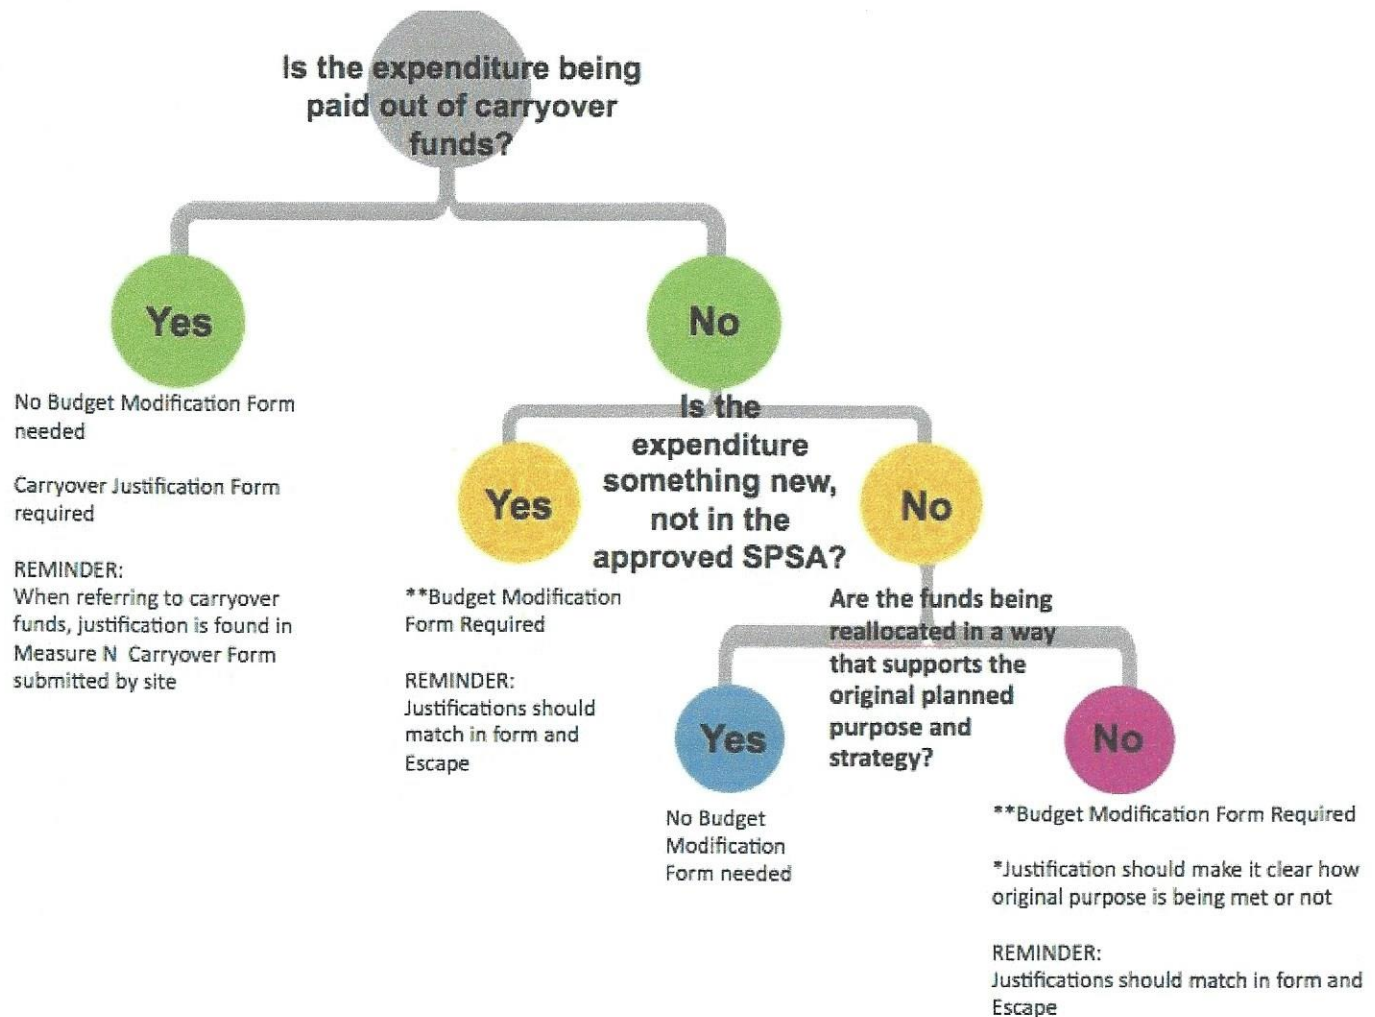 Is the expenditure being
paid out of carryover
funds?
Yes
No
No Budget Modification Form
needed
Carryover Justification Form
required
REMINDER:
When referring to carryover
funds, justification is found in
Measure N Carryover Form
submitted by site
Is the
expenditure
something new,
not in the
approved SPSA?
Yes
No
**Budget Modification
Form Required
REMINDER:
Justifications should
match in form and
Escape
Are the funds being
reallocated in a way
that supports the
original planned
purpose and
strategy?
Yes
No
No Budget
Modification
Form needed
**Budget Modification Form Required
*Justification should make it clear how
original purpose is being met or not
REMINDER:
Justifications should match in form and
Escape